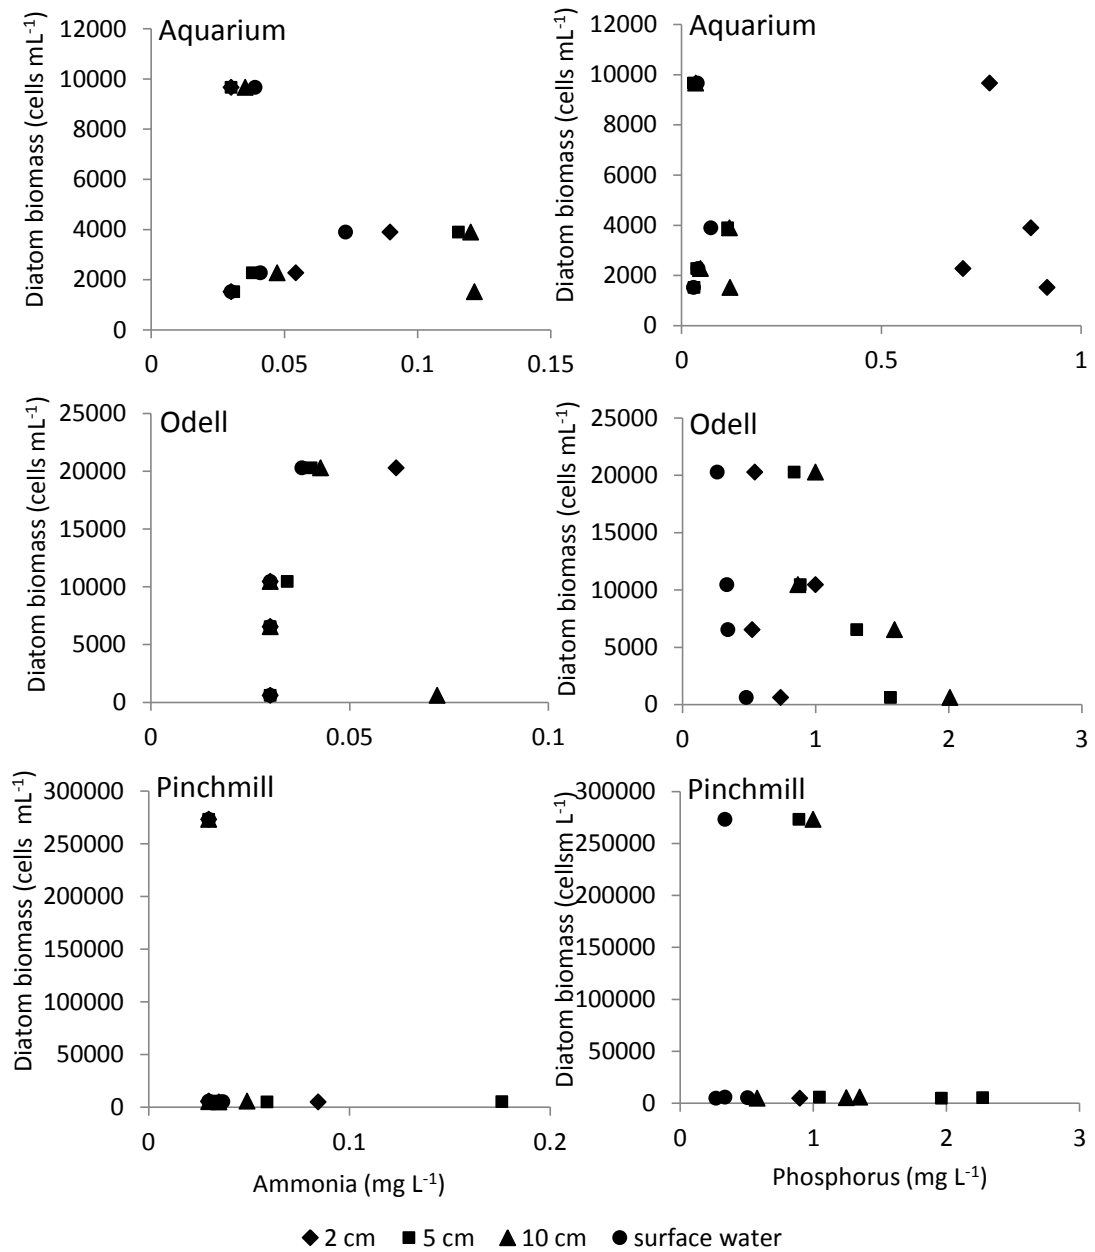 Aquarium
Diatom biomass (cells mL-1)
12000
10000
8000
6000
4000
2000
0
0 0.05 0.1 0.15
Aquarium
Diatom biomass (cells mL-1)
12000
10000
8000
6000
4000
2000
0
0 0.5 1
Odell
Diatom biomass (cells mL-1)
25000
20000
15000
10000
5000
0
0 0.05 0.1
Odell
Diatom biomass (cells mL-1)
25000
20000
15000
10000
5000
0
0 1 2 3
Pinchmill
Diatom biomass (cells mL-1)
300000
250000
200000
150000
100000
50000
0
0 0.1 0.2
Ammonia (mg L-1)
Pinchmill
Diatom biomass (cellsm L-1)
300000
250000
200000
150000
100000
50000
0
0 1 2 3
Phosphorus (mg L-1)
2 cm 5 cm 10 cm surface water